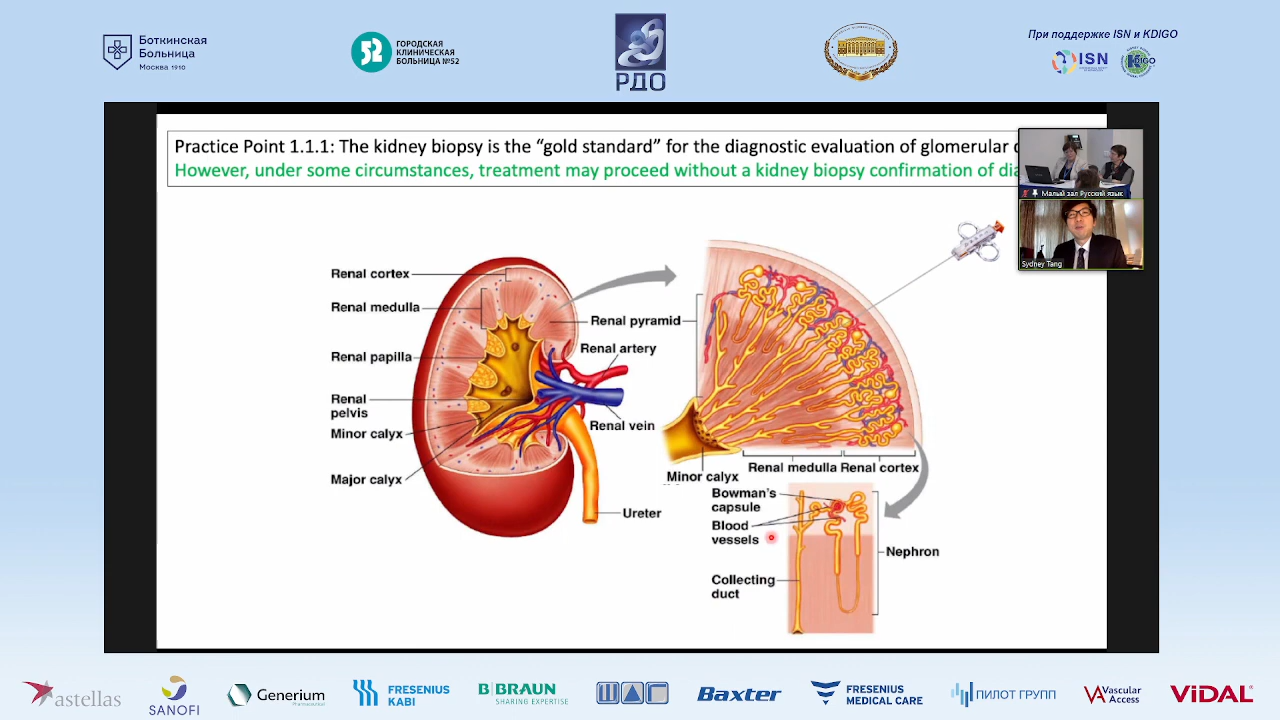 Боткинская
Больница
Москва 1910
52
ГОРОДСКАЯ
КЛИНИЧЕСКАЯ
БОЛЬНИЦА №52
РДО
При поддержке ISN и KDIGO
ISN
KDIGO
Practice Point 1.1.1: The kidney biopsy is the “gold standard” for the diagnostic evaluation of glomerular
However, under some circumstances, treatment may proceed without a kidney biopsy confirmation of
Малый зал Русский язык
Sydney Tang
Renal cortex
Renal medulla
Renal papilla
Renal
pelvis
Minor calyx
Major calyx
Renal pyramid
Renal artery
Renal vein
Ureter
Minor calyx
Renal medulla
Renal cortex
Bowman's
capsule
Blood
vessels
Collecting
duct
Nephron
astellas
SANOFI
Generium
Pharmaceutical
FRESENIUS
KABI
B BRAUN
SHARING EXPERTISE
ШАГ
Baxter
FRESENIUS
MEDICAL CARE
ПИЛОТ ГРУПП
VA Vascular
Access
ViDAL